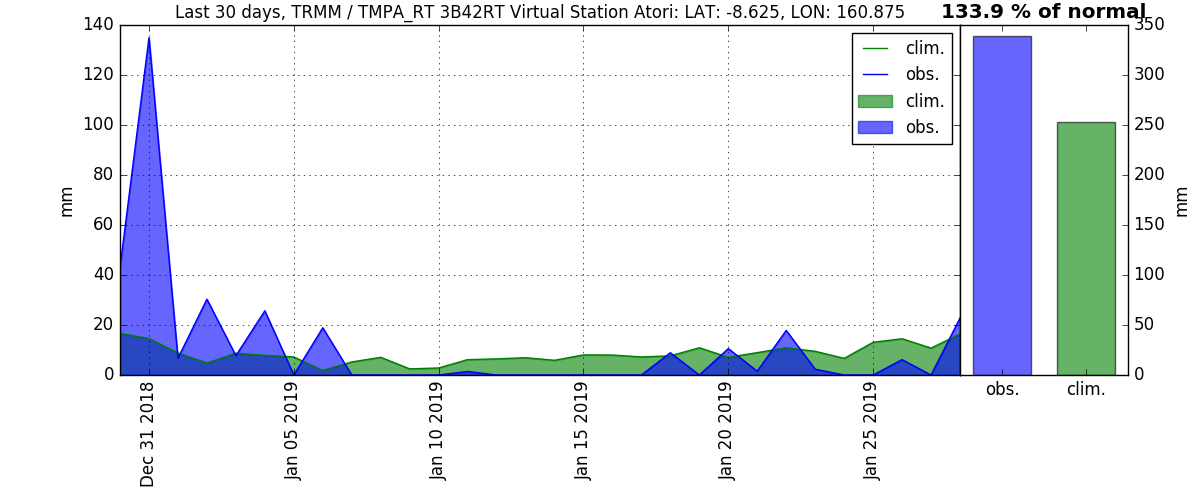 Last 30 days, TRMM / TMPA_RT 3B42RT Virtual Station Atori: LAT: -8.625, LON: 160.875
133.9 % of normal
140
120
100
80
60
40
20
0
mm
clim.
obs.
clim.
obs.
Dec 31 2018
Jan 05 2019
Jan 10 2019
Jan 15 2019
Jan 20 2019
Jan 25 2019
350
300
250
200
150
100
50
0
mm
obs.
clim.